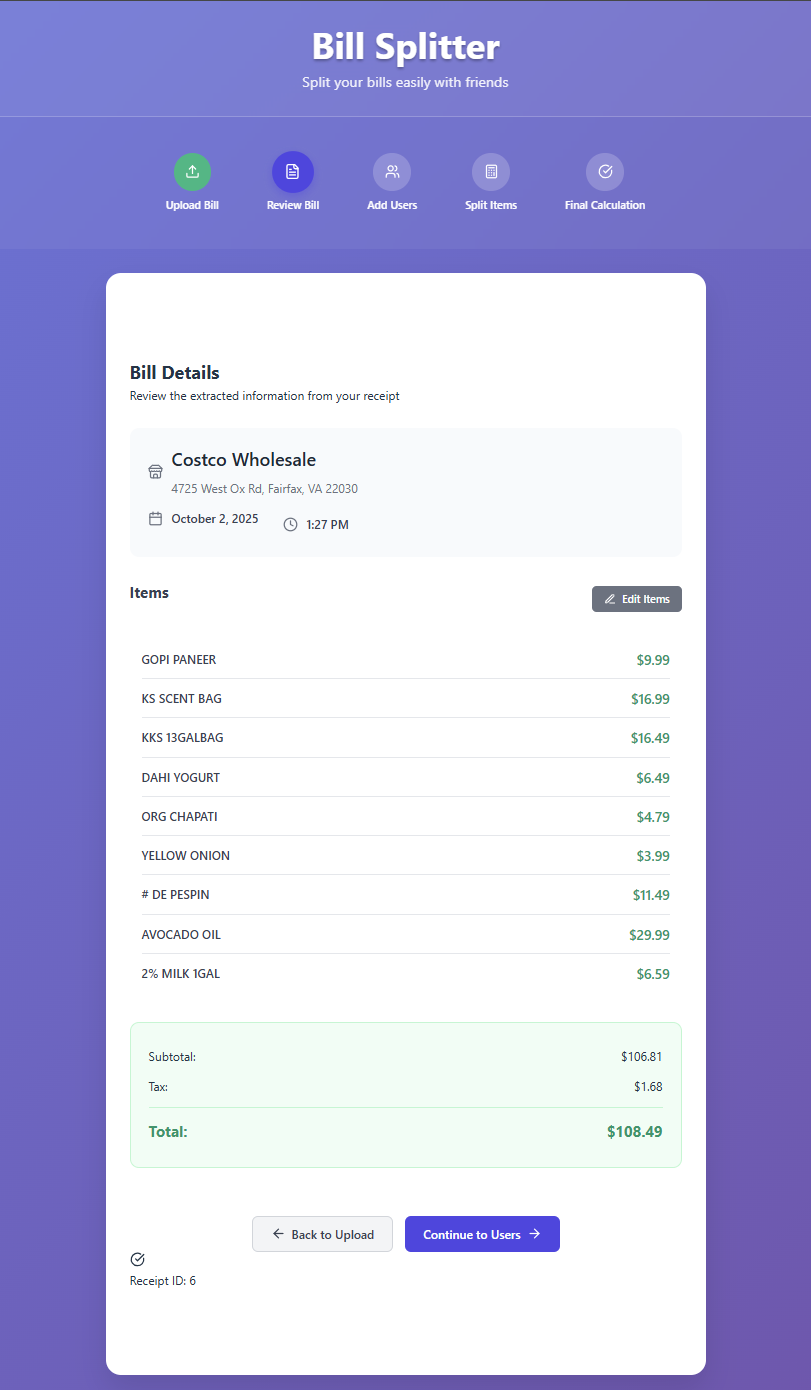 Bill Splitter
Split your bills easily with friends
Upload Bill
Review Bill
Add Users
Split Items
Final Calculation
Bill Details
Review the extracted information from your receipt
Costco Wholesale
4725 West Ox Rd, Fairfax, VA 22030
October 2, 2025
1:27 PM
Items
Edit Items
GOPI PANEER $9.99
KS SCENT BAG $16.99
KKS 13GALBAG $16.49
DAHI YOGURT $6.49
ORG CHAPATI $4.79
YELLOW ONION $3.99
# DE PESPIN $11.49
AVOCADO OIL $29.99
2% MILK 1GAL $6.59
Subtotal: $106.81
Tax: $1.68
Total: $108.49
Back to Upload
Continue to Users
Receipt ID: 6